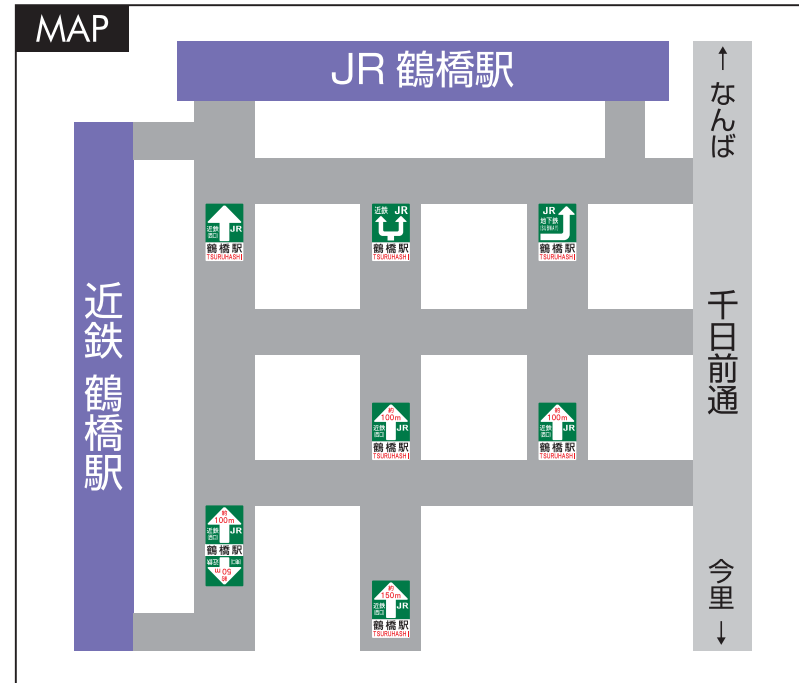 MAP
JR 鶴橋駅
↑ なんば
近鉄 鶴橋駅
千日前通
今里 ↓
近鉄
西口
JR
鶴橋駅
TSURUHASHI
近鉄 JR
鶴橋駅
TSURUHASHI
JR
地下鉄
(SUBWAY)
鶴橋駅
TSURUHASHI
約
100m
近鉄
西口
JR
鶴橋駅
TSURUHASHI
約
100m
近鉄
西口
JR
鶴橋駅
TSURUHASHI
約
100m
近鉄
西口
JR
鶴橋駅
約
50m
約
150m
近鉄
西口
JR
鶴橋駅
TSURUHASHI